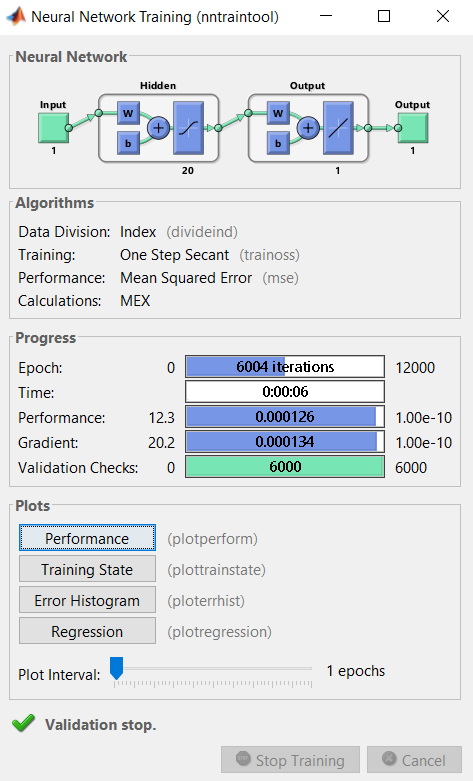 Neural Network Training (nntraintool)
Neural Network
Hidden Output
Input W b W b Output
1 20 1 1
Algorithms
Data Division: Index (divideind)
Training: One Step Secant (trainoss)
Performance: Mean Squared Error (mse)
Calculations: MEX
Progress
Epoch: 0 6004 iterations 12000
Time: 0:00:06
Performance: 12.3 0.000126 1.00e-10
Gradient: 20.2 0.000134 1.00e-10
Validation Checks: 0 6000 6000
Plots
Performance (plotperform)
Training State (plottrainstate)
Error Histogram (ploterrhist)
Regression (plotregression)
Plot Interval: 1 epochs
Validation stop.
Stop Training Cancel